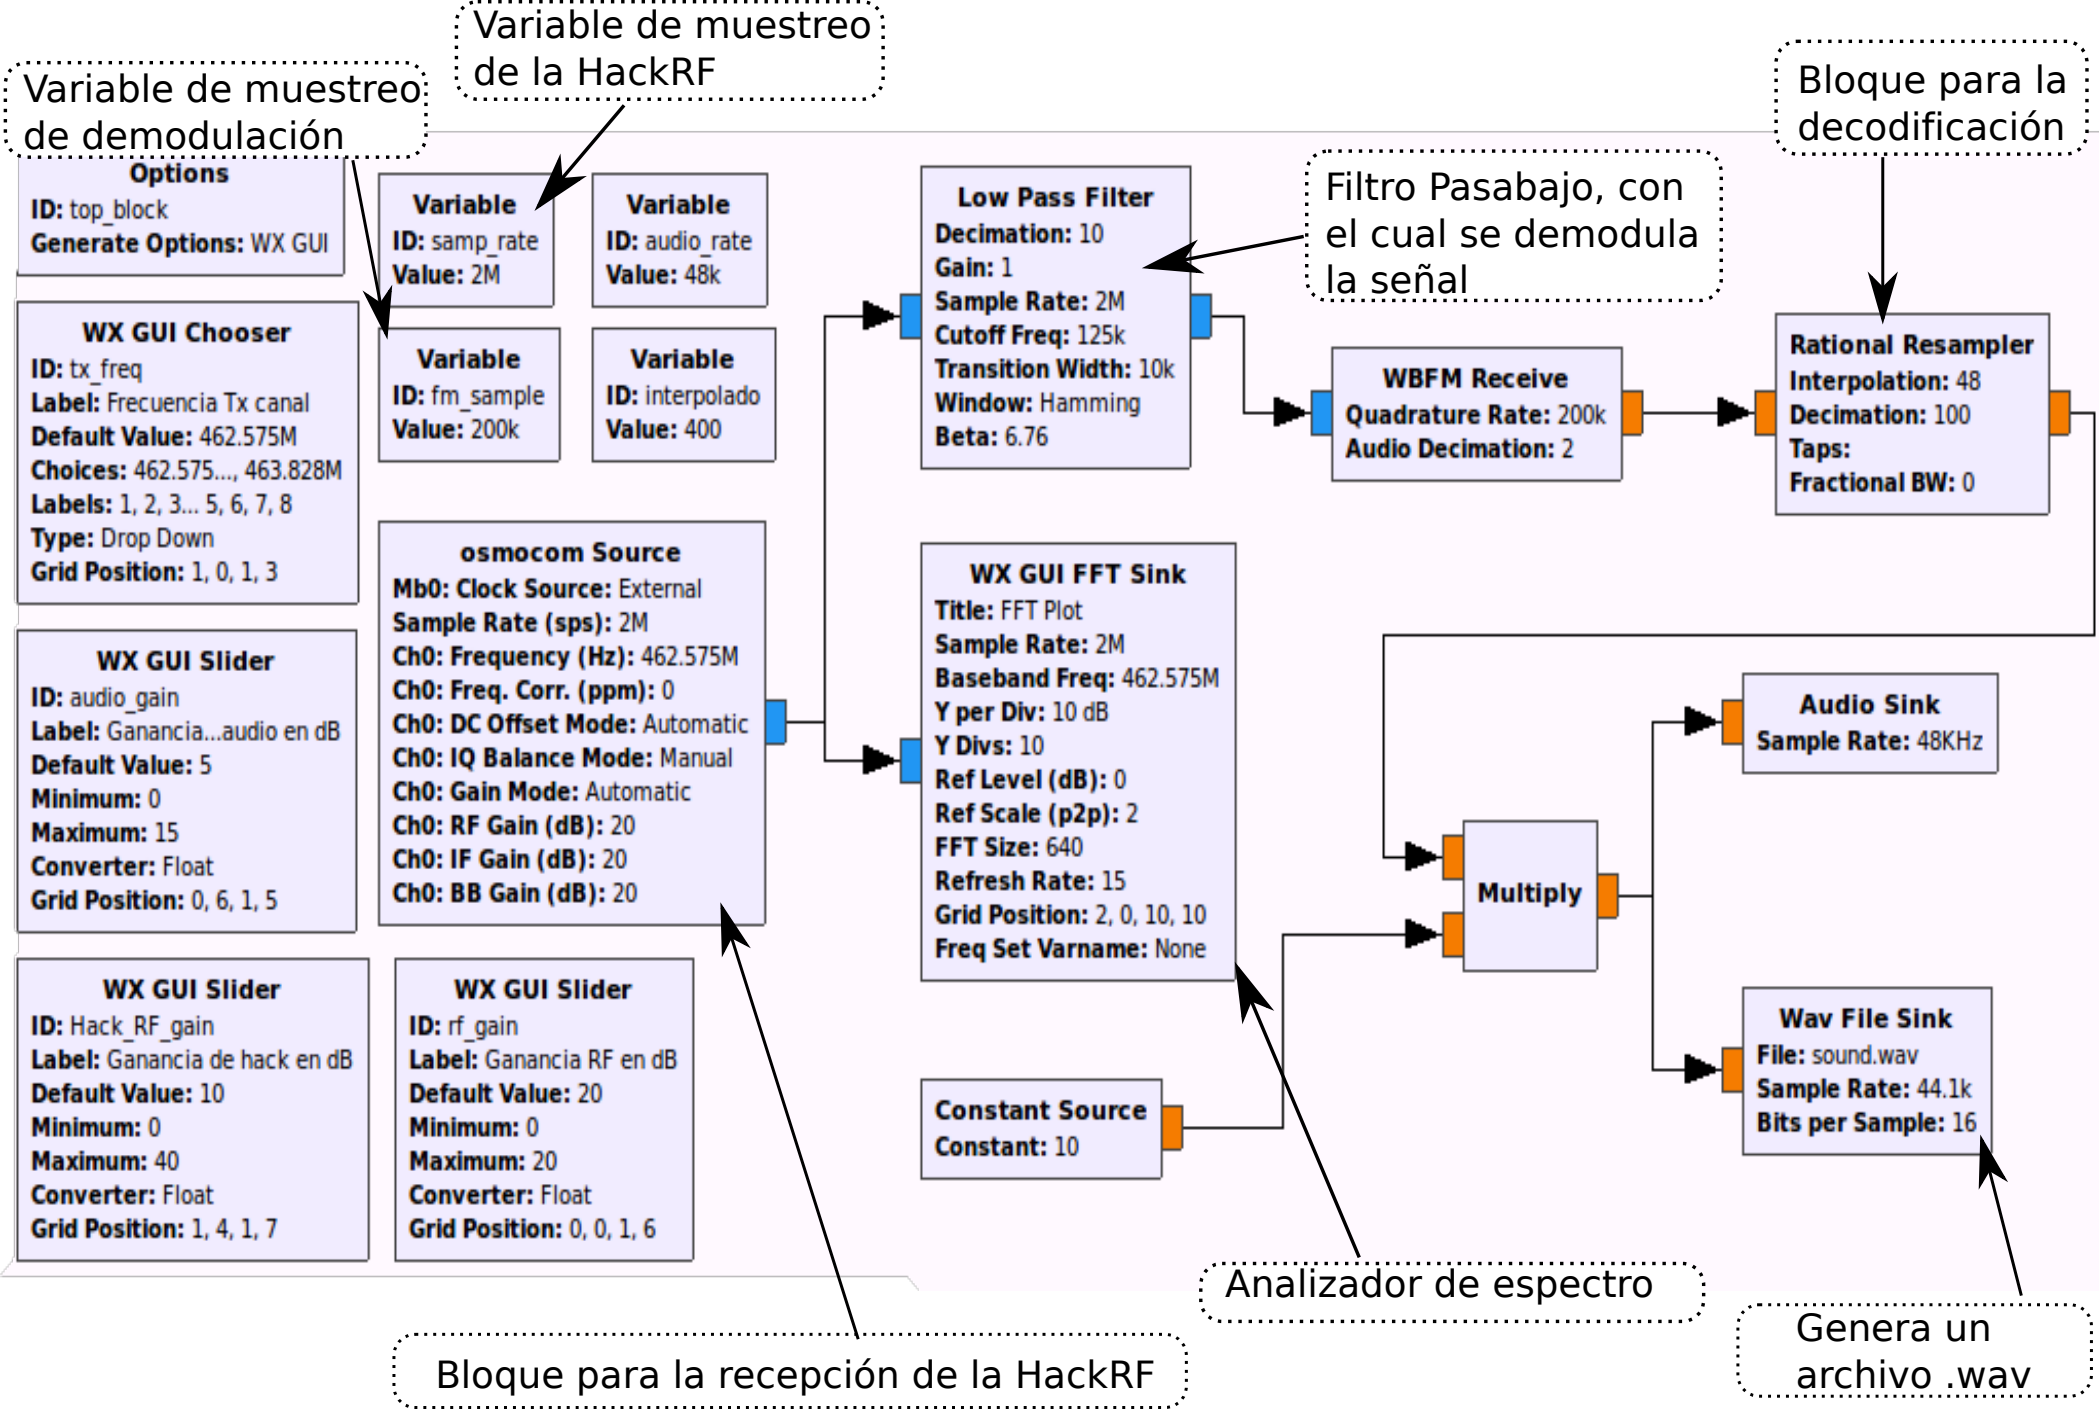 Variable de muestreo
de la HackRF
Variable de muestreo
de demodulación
Bloque para la
decodificación
Filtro Pasabajo, con
el cual se demodula
la señal
Options
ID: top_block
Generate Options: WX GUI
Variable
ID: samp_rate
Value: 2M
Variable
ID: audio_rate
Value: 48k
Variable
ID: fm_sample
Value: 200k
Variable
ID: interpolado
Value: 400
WX GUI Chooser
ID: tx_freq
Label: Frecuencia Tx canal
Default Value: 462.575M
Choices: 462.575..., 463.828M
Labels: 1, 2, 3... 5, 6, 7, 8
Type: Drop Down
Grid Position: 1, 0, 1, 3
WX GUI Slider
ID: audio_gain
Label: Ganancia...audio en dB
Default Value: 5
Minimum: 0
Maximum: 15
Converter: Float
Grid Position: 0, 6, 1, 5
WX GUI Slider
ID: Hack_RF_gain
Label: Ganancia de hack en dB
Default Value: 10
Minimum: 0
Maximum: 40
Converter: Float
Grid Position: 1, 4, 1, 7
WX GUI Slider
ID: rf_gain
Label: Ganancia RF en dB
Default Value: 20
Minimum: 0
Maximum: 20
Converter: Float
Grid Position: 0, 0, 1, 6
osmocom Source
Mb0: Clock Source: External
Sample Rate (sps): 2M
Ch0: Frequency (Hz): 462.575M
Ch0: Freq. Corr. (ppm): 0
Ch0: DC Offset Mode: Automatic
Ch0: IQ Balance Mode: Manual
Ch0: Gain Mode: Automatic
Ch0: RF Gain (dB): 20
Ch0: IF Gain (dB): 20
Ch0: BB Gain (dB): 20
Low Pass Filter
Decimation: 10
Gain: 1
Sample Rate: 2M
Cutoff Freq: 125k
Transition Width: 10k
Window: Hamming
Beta: 6.76
WBFM Receive
Quadrature Rate: 200k
Audio Decimation: 2
Rational Resampler
Interpolation: 48
Decimation: 100
Taps:
Fractional BW: 0
WX GUI FFT Sink
Title: FFT Plot
Sample Rate: 2M
Baseband Freq: 462.575M
Y per Div: 10 dB
Y Divs: 10
Ref Level (dB): 0
Ref Scale (p2p): 2
FFT Size: 640
Refresh Rate: 15
Grid Position: 2, 0, 10, 10
Freq Set Varname: None
Constant Source
Constant: 10
Multiply
Audio Sink
Sample Rate: 48KHz
Wav File Sink
File: sound.wav
Sample Rate: 44.1k
Bits per Sample: 16
Analizador de espectro
Bloque para la recepción de la HackRF
Genera un
archivo .wav